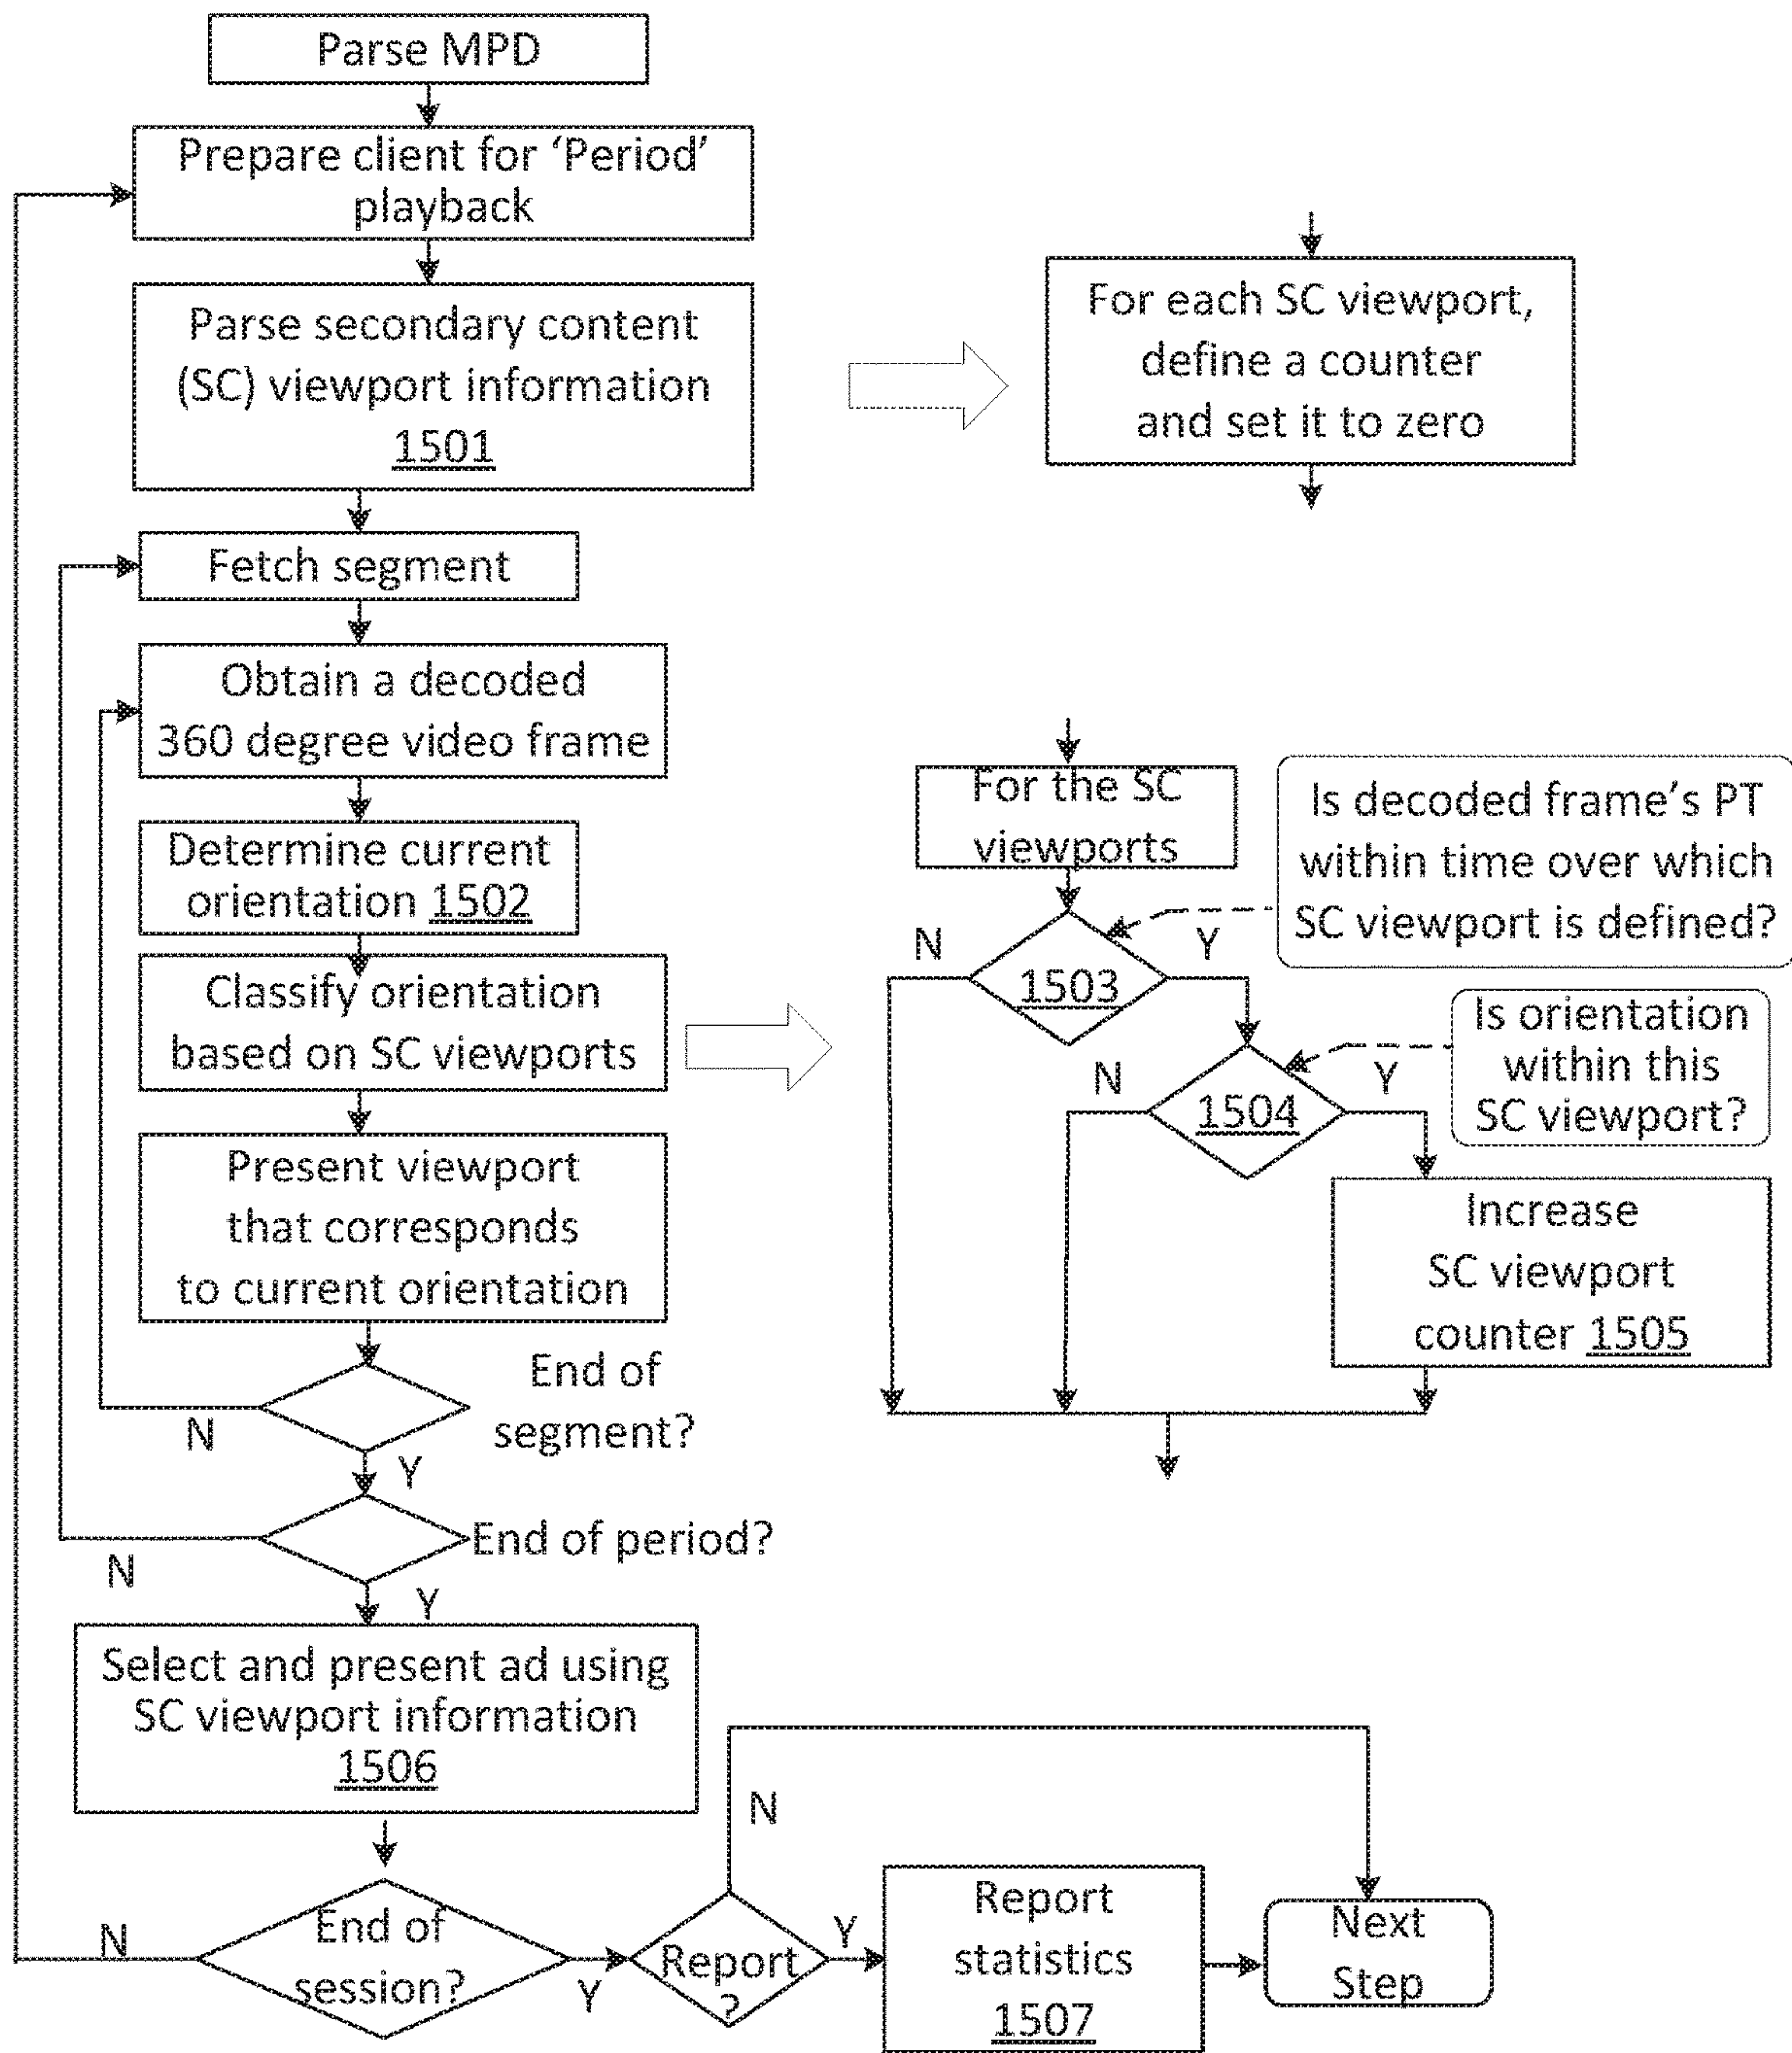 Parse MPD
Prepare client for ‘Period’
playback
Parse secondary content
(SC) viewport information
1501
For each SC viewport,
define a counter
and set it to zero
Fetch segment
Obtain a decoded
360 degree video frame
Determine current
orientation 1502
Classify orientation
based on SC viewports
Present viewport
that corresponds
to current orientation
End of
segment?
N
Y
End of period?
N
Y
For the SC
viewports
Is decoded frame’s PT
within time over which
SC viewport is defined?
N
Y
1503
Is orientation
within this
SC viewport?
N
Y
1504
Increase
SC viewport
counter 1505
Select and present ad using
SC viewport information
1506
N
End of
session?
Y
N
Report
?
Y
Report
statistics
1507
Next
Step